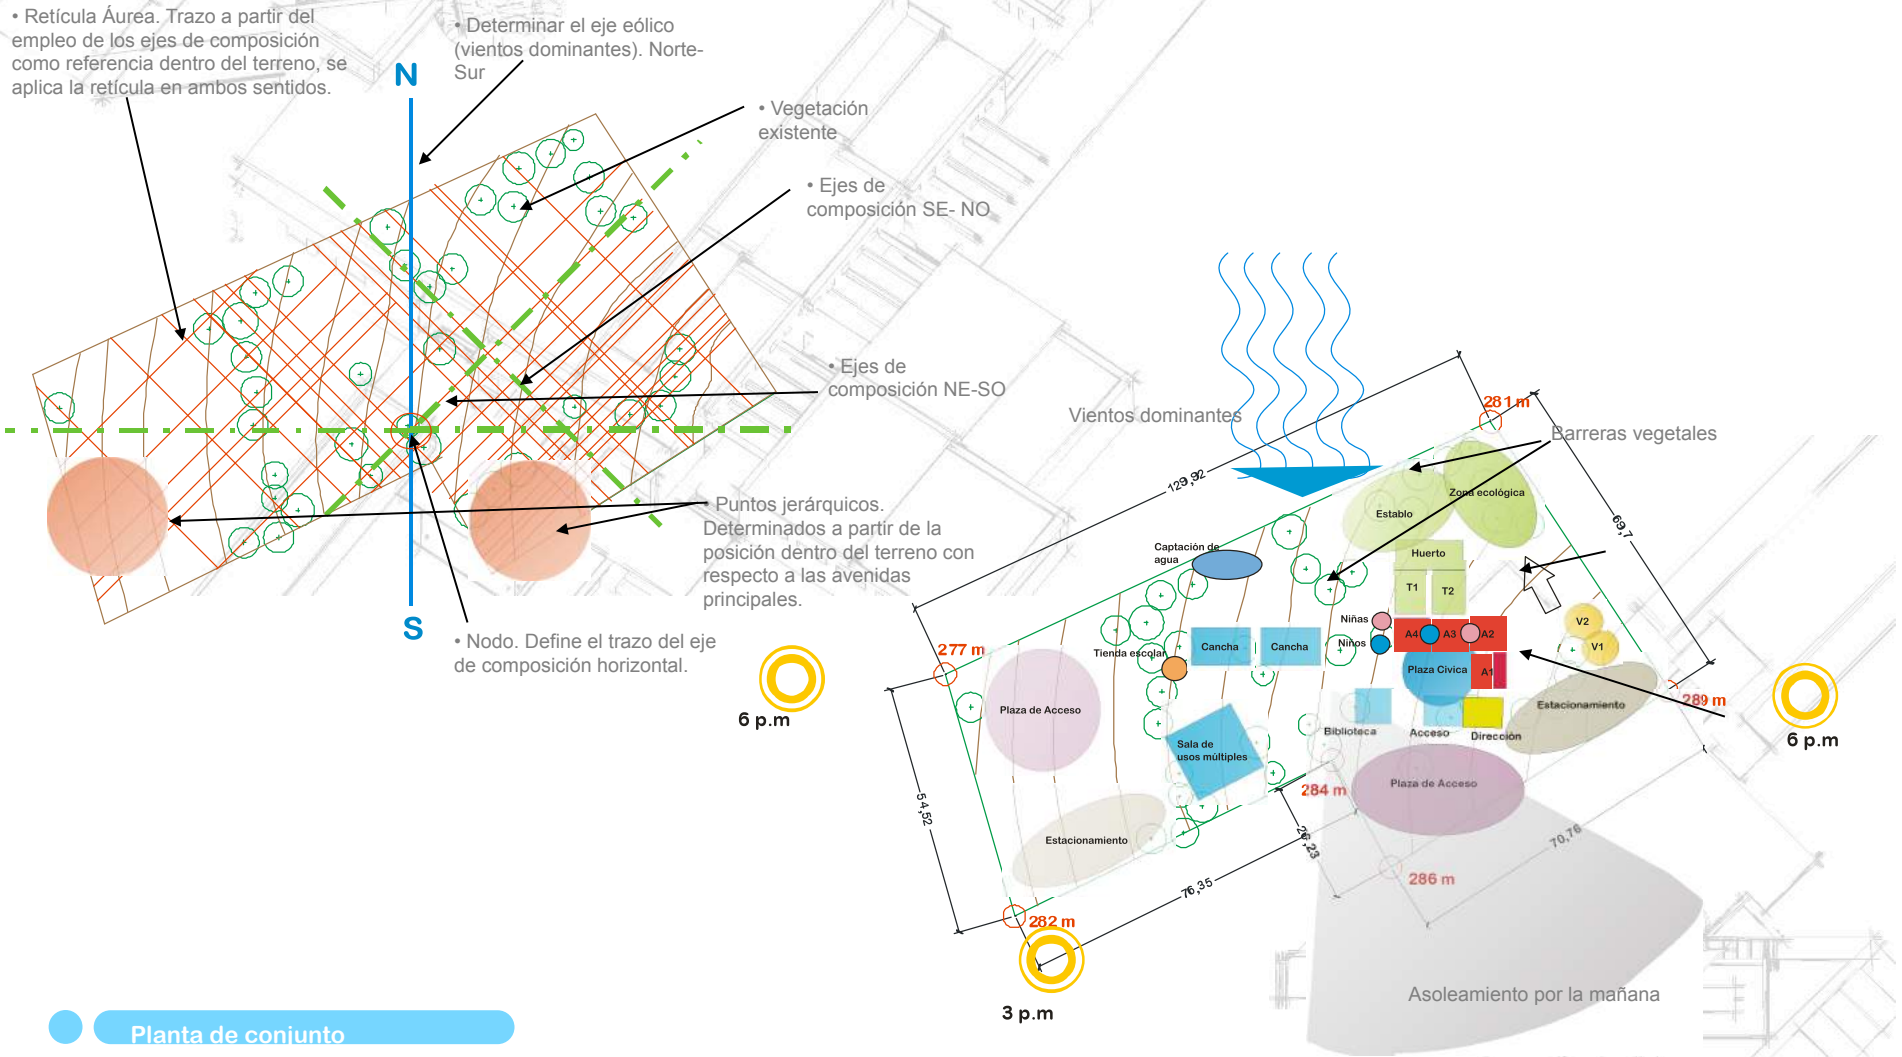 • Retícula Áurea. Trazo a partir del
empleo de los ejes de composición
como referencia dentro del terreno, se
aplica la retícula en ambos sentidos.
• Determinar el eje eólico
(vientos dominantes). Norte-
Sur
N
• Vegetación
existente
• Ejes de
composición SE- NO
• Ejes de
composición NE-SO
• Puntos jerárquicos.
Determinados a partir de la
posición dentro del terreno con
respecto a las avenidas
principales.
S
• Nodo. Define el trazo del eje
de composición horizontal.
6 p.m
Vientos dominantes
281 m
Barreras vegetales
129,92
69,7
Zona ecológica
Establo
Captación de
agua
Huerto
T1
T2
Niñas
Niños
A4
A3
A2
V2
V1
277 m
Tienda escolar
Cancha
Cancha
Plaza Civica
A1
289 m
Plaza de Acceso
Estacionamiento
Biblioteca
Acceso
Dirección
6 p.m
Sala de
usos múltiples
284 m
Plaza de Acceso
54,52
Estacionamiento
26,23
70,76
76,35
286 m
282 m
3 p.m
Asoleamiento por la mañana
Planta de conjunto